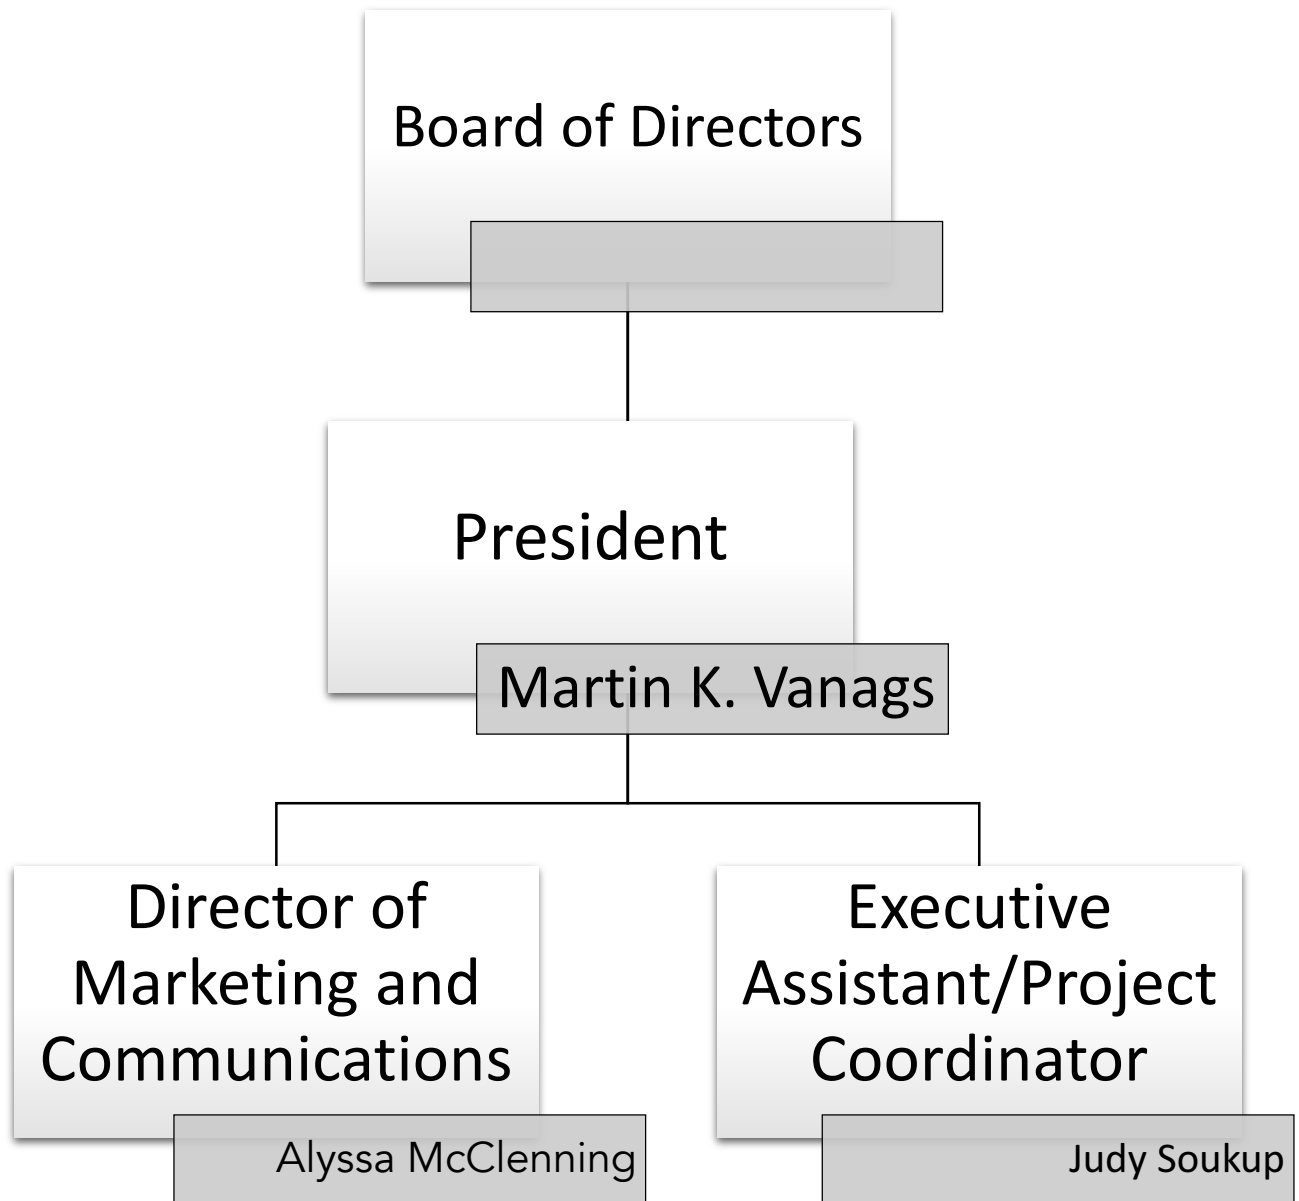 Board of Directors
President
Martin K. Vanags
Director of
Marketing and
Communications
Alyssa McClenning
Executive
Assistant/Project
Coordinator
Judy Soukup